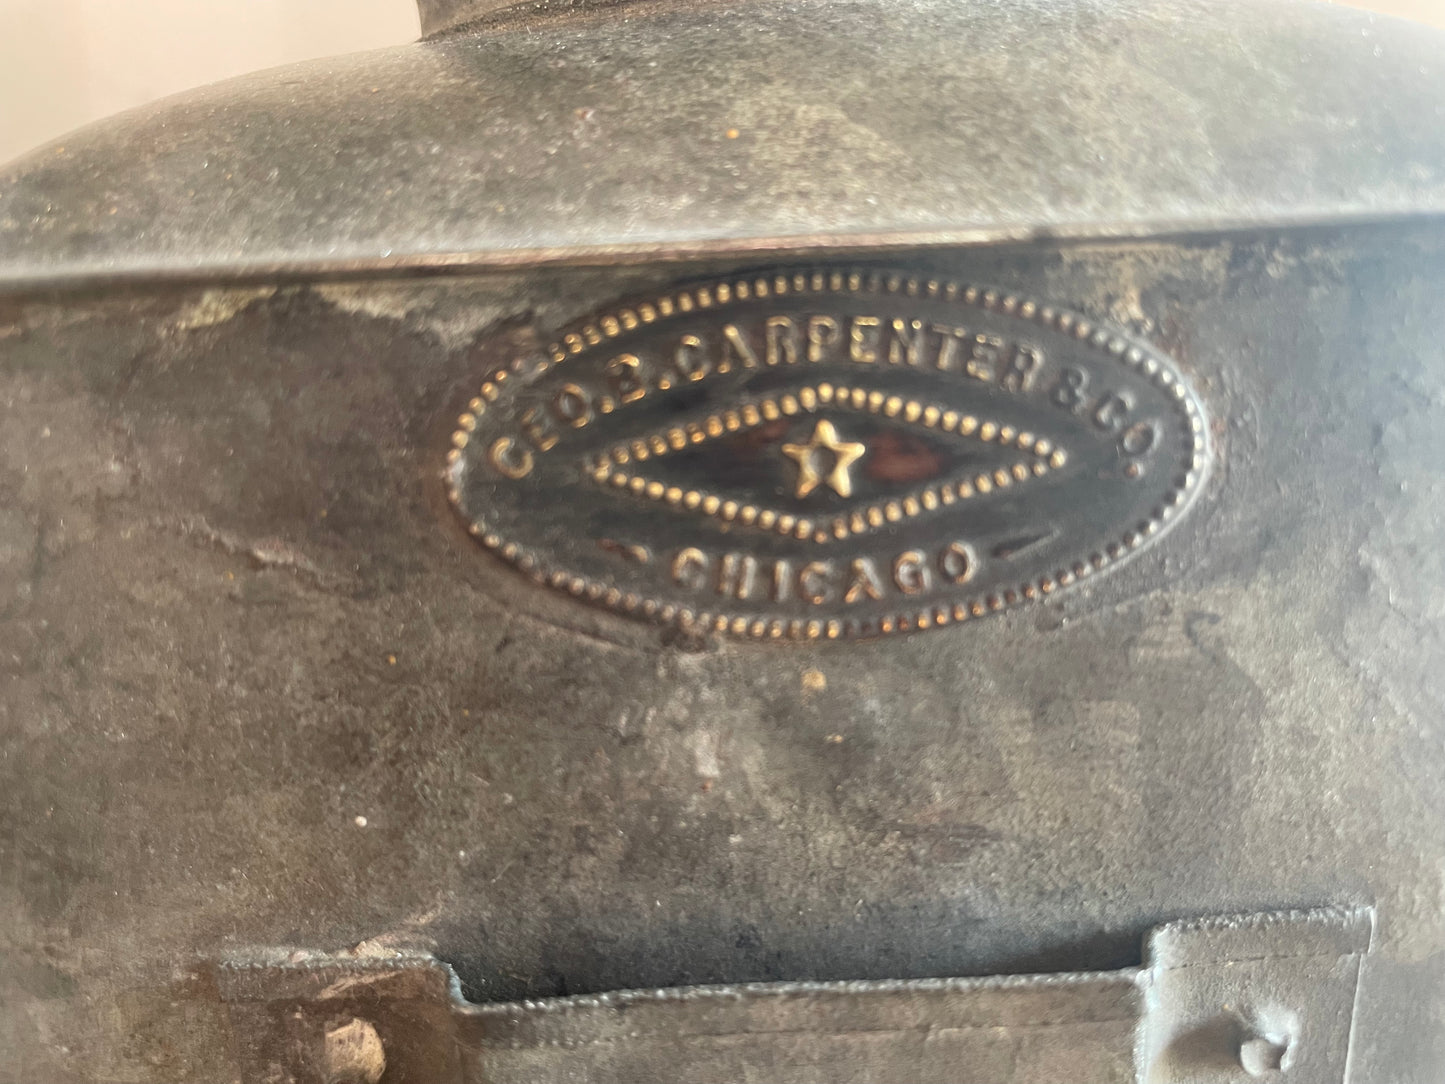 GEO. B. CARPENTER & CO.
CHICAGO